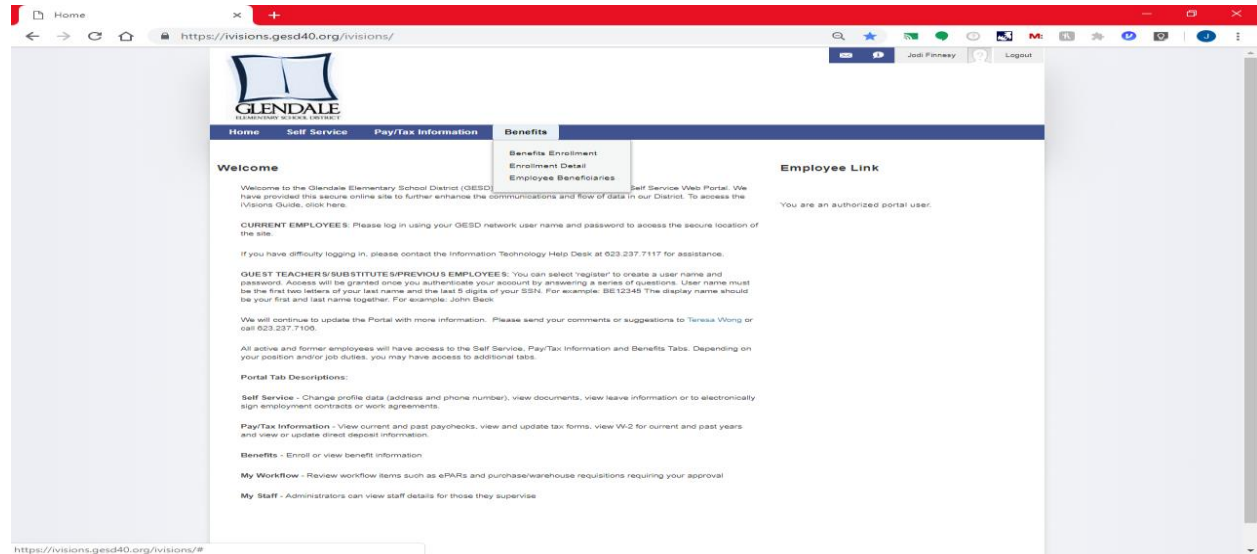 Home
https://ivisions.gesd40.org/ivisions/
M:
J
Jodi Finnesy
Logout
GLENDALE
ELEMENTARY SCHOOL DISTRICT
Home Self Service Pay/Tax Information Benefits
Benefits Enrollment
Enrollment Detail
Employee Beneficiaries
Welcome
Employee Link
Welcome to the Glendale Elementary School District (GESD) Self Service Web Portal. We
have provided this secure online site to further enhance the communications and flow of data in our District. To access the
iVisions Guide, click here.
You are an authorized portal user.
CURRENT EMPLOYEES: Please log in using your GESD network user name and password to access the secure location of
the site.
If you have difficulty logging in, please contact the Information Technology Help Desk at 623.237.7117 for assistance.
GUEST TEACHERS/SUBSTITUTES/PREVIOUS EMPLOYEES: You can select 'register' to create a user name and
password. Access will be granted once you authenticate your account by answering a series of questions. User name must
be the first two letters of your last name and the last 5 digits of your SSN. For example: BE12345 The display name should
be your first and last name together. For example: John Beck
We will continue to update the Portal with more information. Please send your comments or suggestions to Teresa Wong or
call 623.237.7106.
All active and former employees will have access to the Self Service, Pay/Tax Information and Benefits Tabs. Depending on
your position and/or job duties, you may have access to additional tabs.
Portal Tab Descriptions:
Self Service - Change profile data (address and phone number), view documents, view leave information or to electronically
sign employment contracts or work agreements.
Pay/Tax Information - View current and past paychecks, view and update tax forms, view W-2 for current and past years
and view or update direct deposit information.
Benefits - Enroll or view benefit information
My Workflow - Review workflow items such as ePARs and purchase/warehouse requisitions requiring your approval
My Staff - Administrators can view staff details for those they supervise
https://ivisions.gesd40.org/ivisions/#